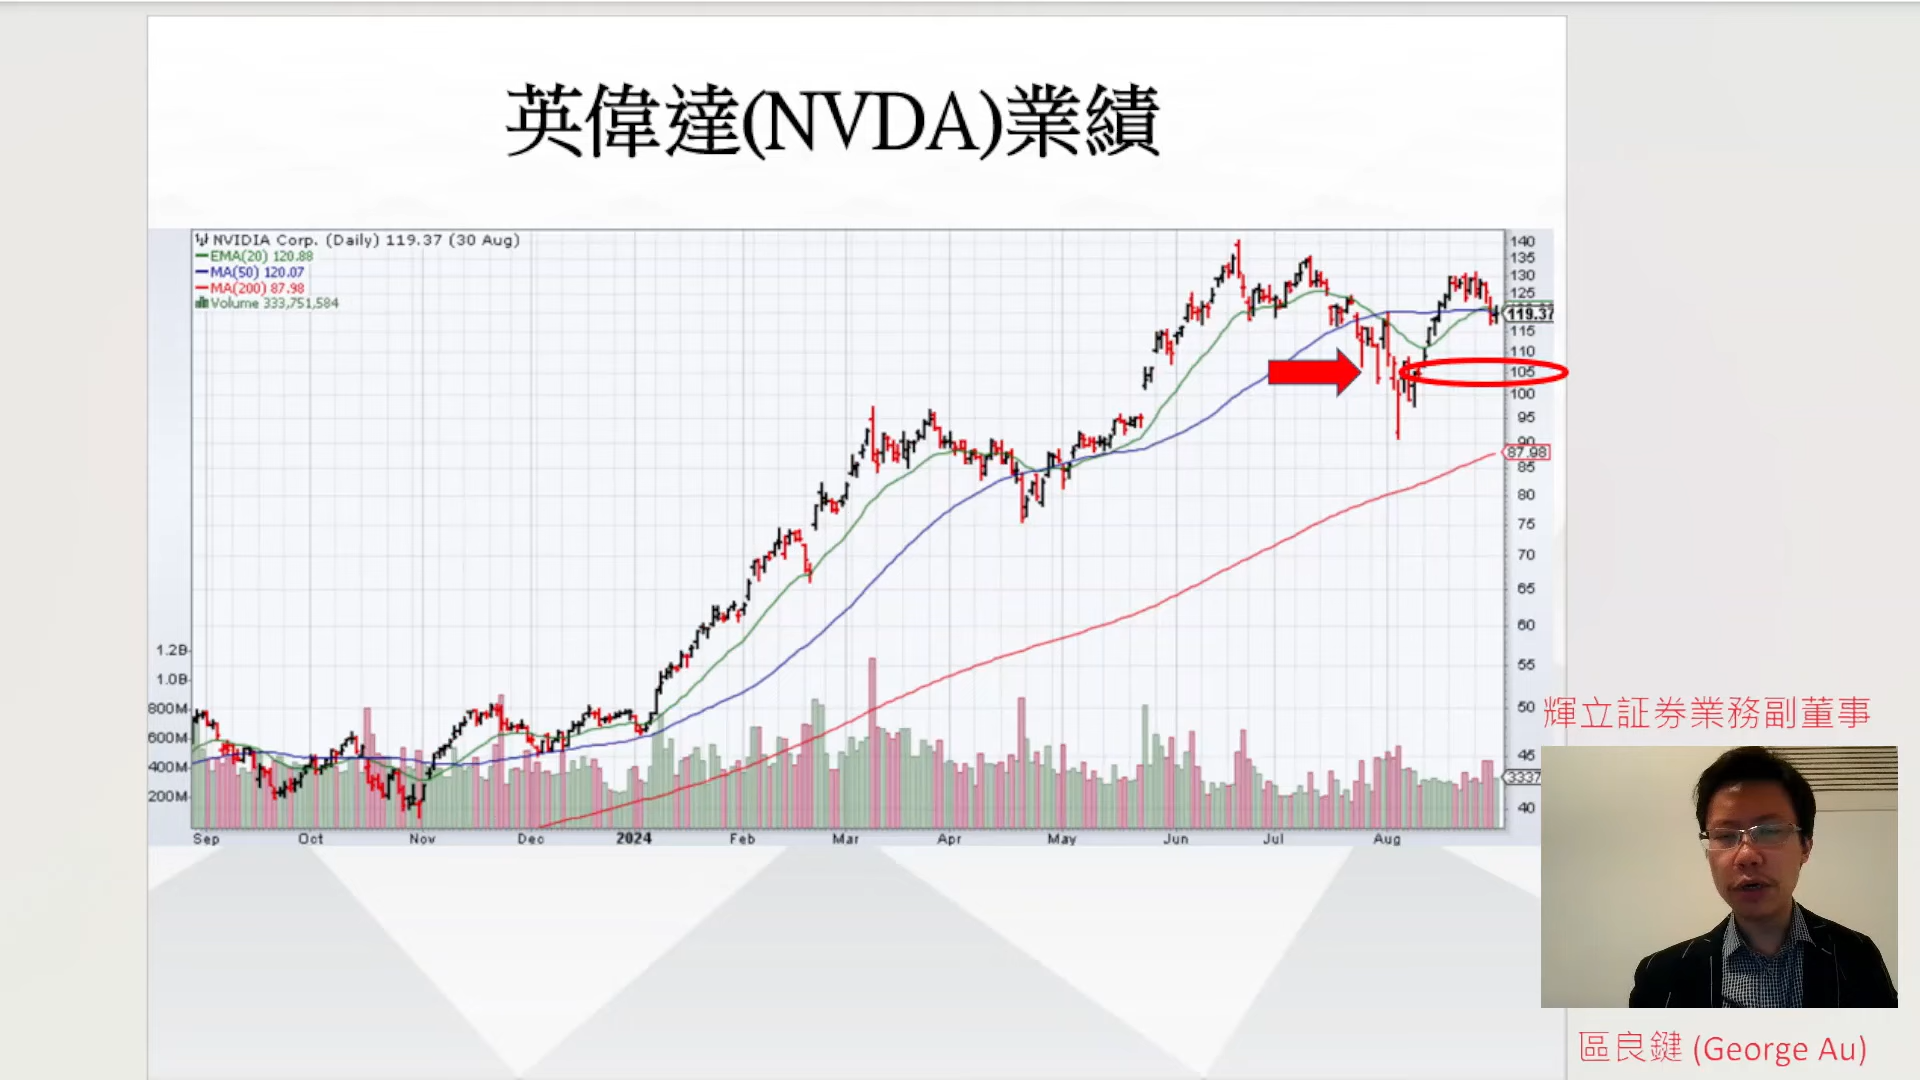 英偉達(NVDA)業績
NVIDIA Corp. (Daily) 119.37 (30 Aug)
EMA(20) 120.88
MA(50) 120.07
MA(200) 87.98
Volume 333,751,584
140
135
130
125
119.37
115
110
105
100
95
90
87.98
85
80
75
70
65
60
55
50
45
3337
40
1.2B
1.0B
800M
600M
400M
200M
Sep Oct Nov Dec 2024 Feb Mar Apr May Jun Jul Aug
輝立証券業務副董事
區良鍵 (George Au)